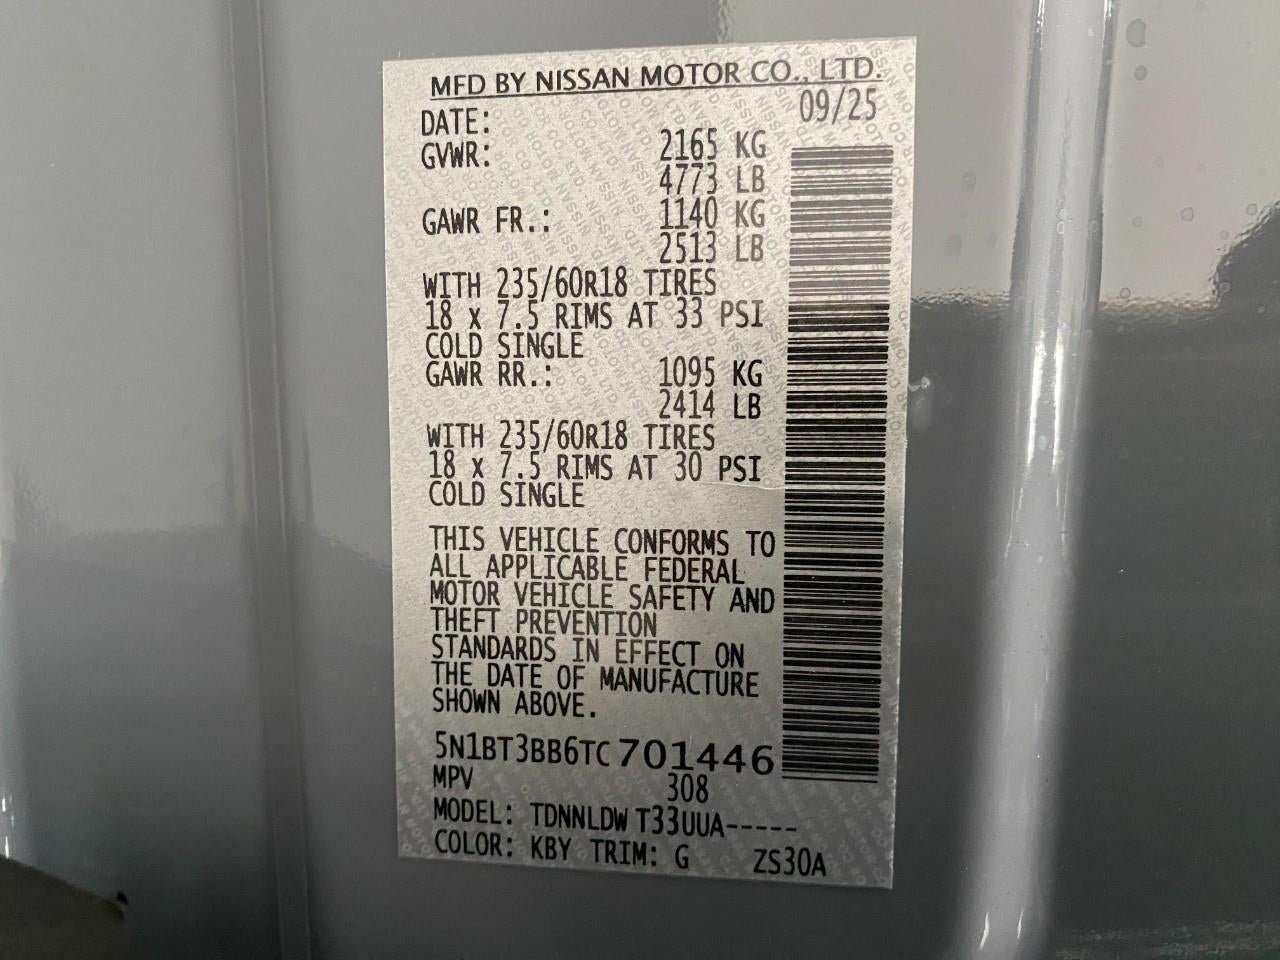 MFD BY NISSAN MOTOR CO., LTD.
DATE: 09/25
GVWR: 2165 KG
4773 LB
GAWR FR.: 1140 KG
2513 LB
WITH 235/60R18 TIRES
18 x 7.5 RIMS AT 33 PSI
COLD SINGLE
GAWR RR.: 1095 KG
2414 LB
WITH 235/60R18 TIRES
18 x 7.5 RIMS AT 30 PSI
COLD SINGLE
THIS VEHICLE CONFORMS TO
ALL APPLICABLE FEDERAL
MOTOR VEHICLE SAFETY AND
THEFT PREVENTION
STANDARDS IN EFFECT ON
THE DATE OF MANUFACTURE
SHOWN ABOVE.
5N1BT3BB6TC 701446
MPV 308
MODEL: TDNNLDW T33UUA-----
COLOR: KBY TRIM: G ZS30A